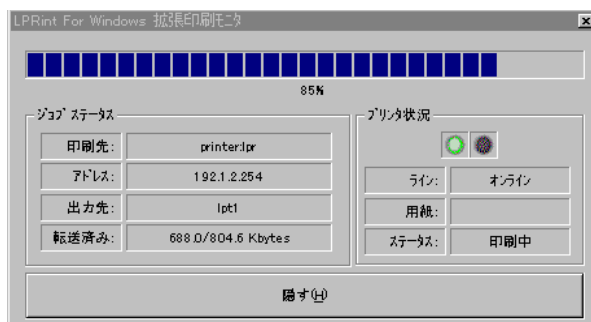 LPRint For Windows 拡張印刷ﾓﾆﾀ
85%
ｼﾞｮﾌﾞ ｽﾃｰﾀｽ
印刷先: printer:lpr
ｱﾄﾞﾚｽ: 192.1.2.254
出力先: lpt1
転送済み: 688.0/804.6 Kbytes
ﾌﾟﾘﾝﾀ状況
ﾗｲﾝ: ｵﾝﾗｲﾝ
用紙:
ｽﾃｰﾀｽ: 印刷中
隠す(H)